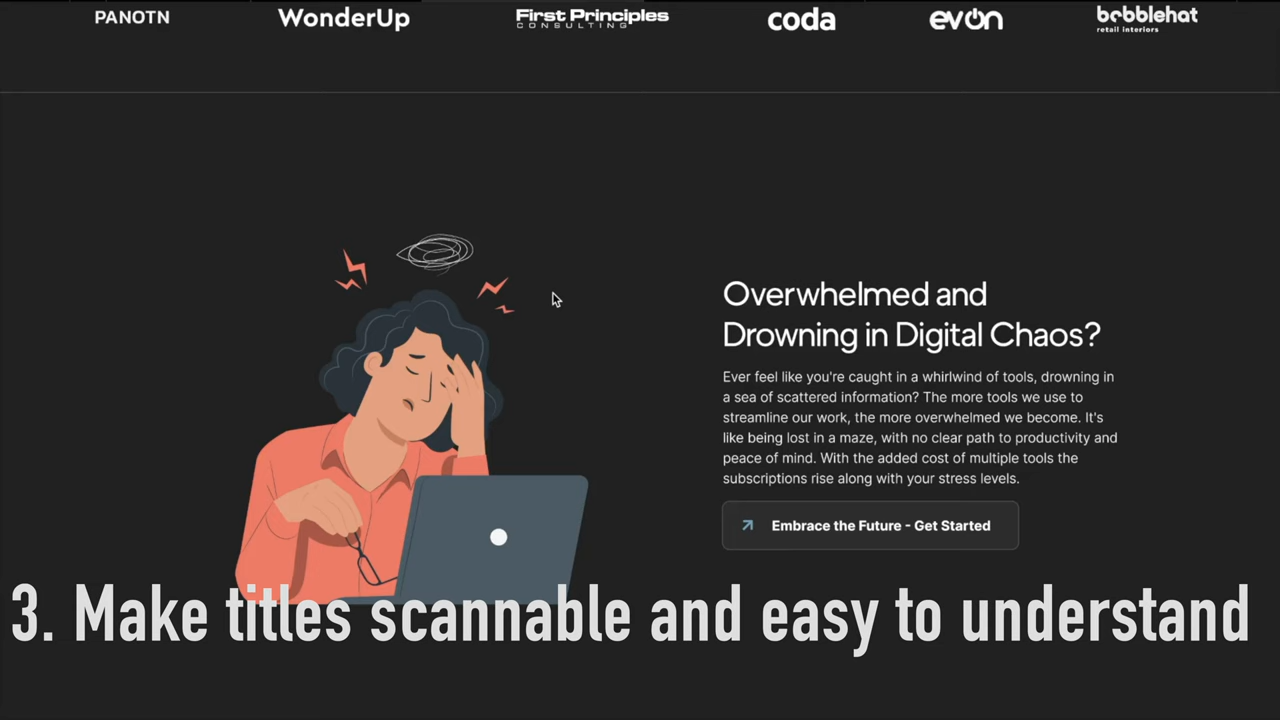 PANOTN
WonderUp
First Principles
CONSULTING
coda
evon
bobblehat
retail interiors
Overwhelmed and
Drowning in Digital Chaos?
Ever feel like you're caught in a whirlwind of tools, drowning in
a sea of scattered information? The more tools we use to
streamline our work, the more overwhelmed we become. It's
like being lost in a maze, with no clear path to productivity and
peace of mind. With the added cost of multiple tools the
subscriptions rise along with your stress levels.
Embrace the Future - Get Started
3. Make titles scannable and easy to understand